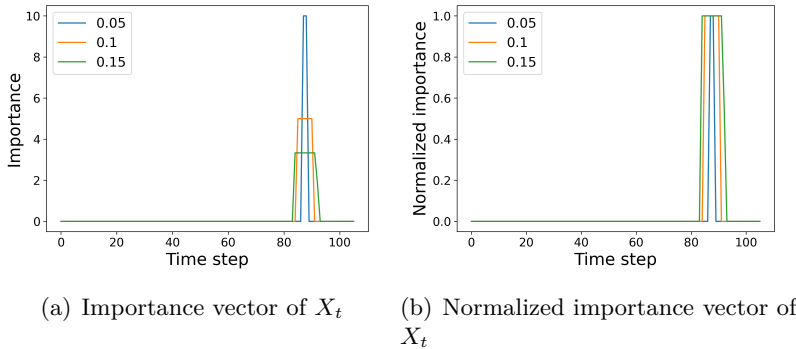 10
8
6
4
2
0
0.05
0.1
0.15
Importance
0 20 40 60 80 100
Time step
1.0
0.8
0.6
0.4
0.2
0.0
0.05
0.1
0.15
Normalized importance
0 20 40 60 80 100
Time step
(a) Importance vector of X_t
(b) Normalized importance vector of
X_t